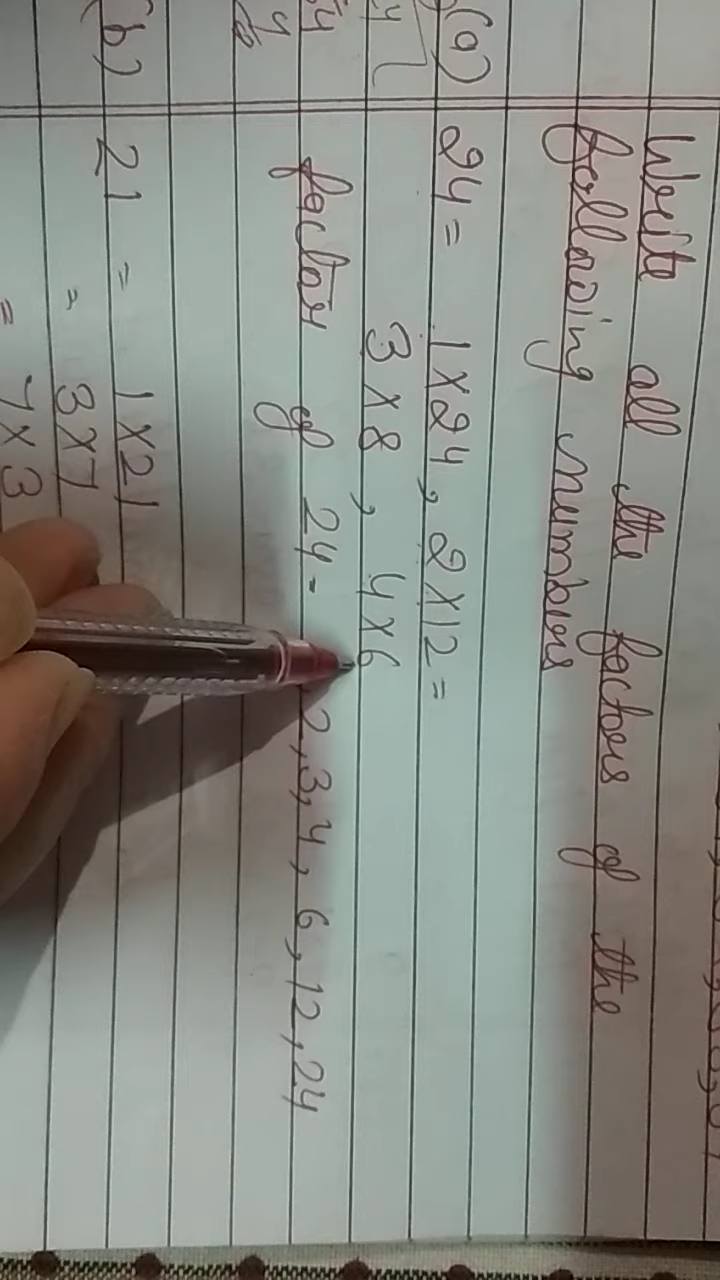 Write all the factors of the
following numbers
(a) 24 = 1 x 24, 2 x 12 =
3 x 8, 4 x 6
factor of 24 - 2, 3, 4, 6, 12, 24
(b) 21 = 1 x 21
= 3 x 7
= 7 x 3